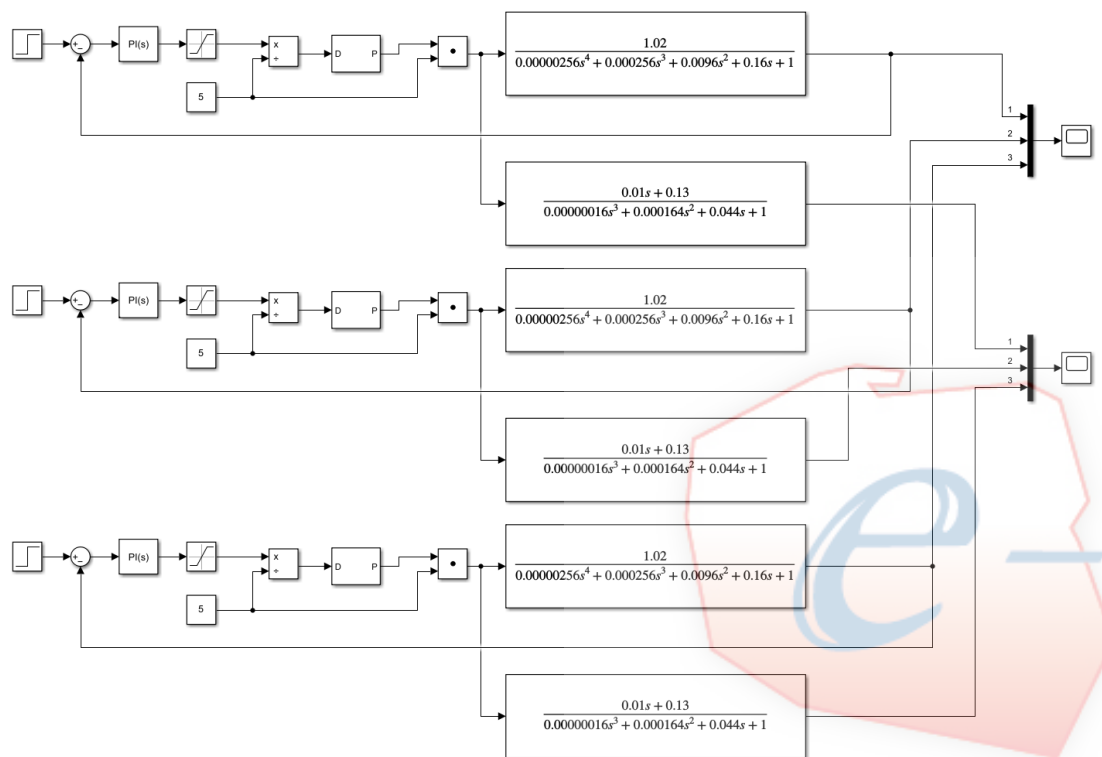 + −
PI(s)
×
÷
D P
5
1.02
0.00000256s⁴ + 0.000256s³ + 0.0096s² + 0.16s + 1
1
2
3
0.01s + 0.13
0.00000016s³ + 0.000164s² + 0.044s + 1
+ −
PI(s)
×
÷
D P
5
1.02
0.00000256s⁴ + 0.000256s³ + 0.0096s² + 0.16s + 1
1
2
3
0.01s + 0.13
0.00000016s³ + 0.000164s² + 0.044s + 1
+ −
PI(s)
×
÷
D P
5
1.02
0.00000256s⁴ + 0.000256s³ + 0.0096s² + 0.16s + 1
0.01s + 0.13
0.00000016s³ + 0.000164s² + 0.044s + 1
e-